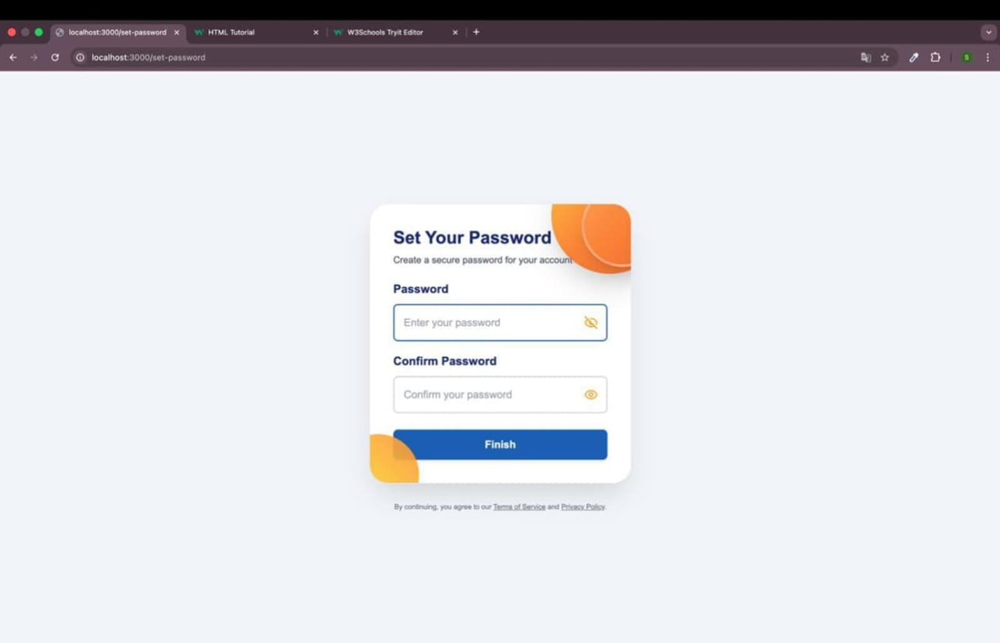 localhost:3000/set-password
HTML Tutorial
W3Schools Tryit Editor
localhost:3000/set-password
S
Set Your Password
Create a secure password for your account
Password
Enter your password
Confirm Password
Confirm your password
Finish
By continuing, you agree to our Terms of Service and Privacy Policy.